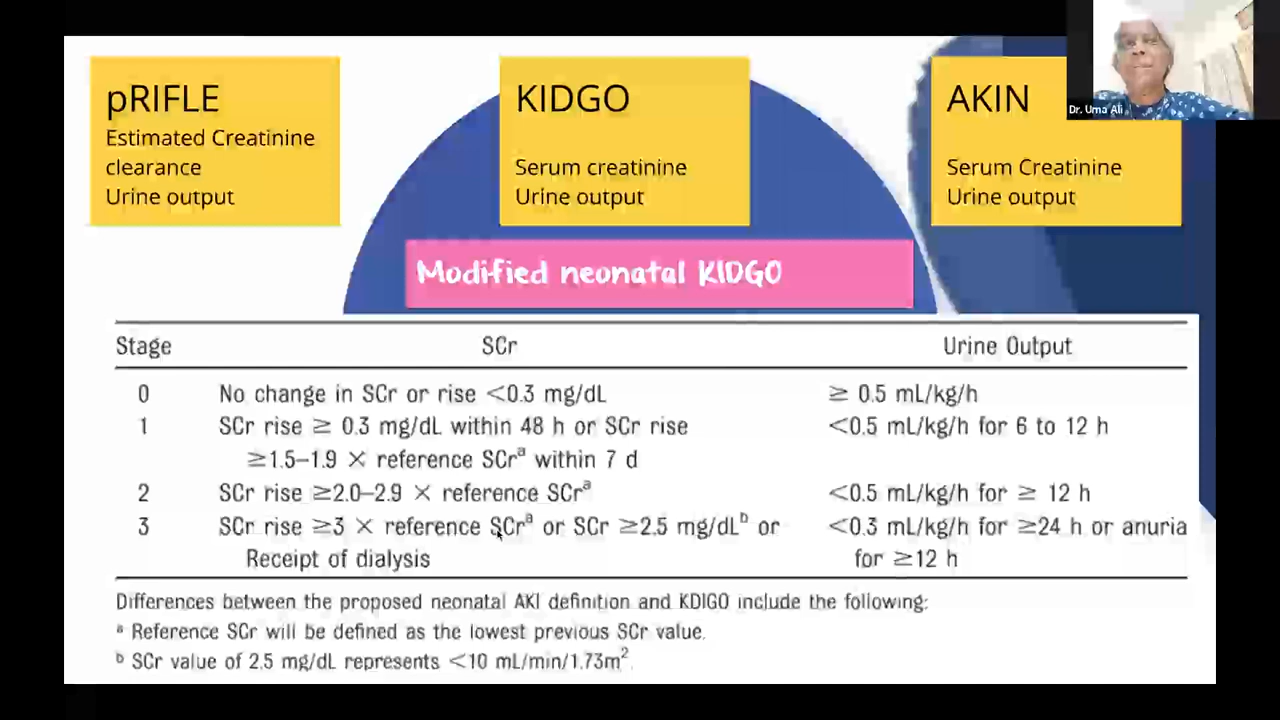 pRIFLE
Estimated Creatinine
clearance
Urine output
KIDGO
Serum creatinine
Urine output
AKIN
Serum Creatinine
Urine output
Dr. Uma Ali
Modified neonatal KIDGO
Stage SCr Urine Output
0 No change in SCr or rise <0.3 mg/dL ≥ 0.5 mL/kg/h
1 SCr rise ≥ 0.3 mg/dL within 48 h or SCr rise <0.5 mL/kg/h for 6 to 12 h
≥1.5–1.9 × reference SCrᵃ within 7 d
2 SCr rise ≥2.0–2.9 × reference SCrᵃ <0.5 mL/kg/h for ≥ 12 h
3 SCr rise ≥3 × reference SCrᵃ or SCr ≥2.5 mg/dLᵇ or <0.3 mL/kg/h for ≥24 h or anuria
Receipt of dialysis for ≥12 h
Differences between the proposed neonatal AKI definition and KDIGO include the following:
ᵃ Reference SCr will be defined as the lowest previous SCr value.
ᵇ SCr value of 2.5 mg/dL represents <10 mL/min/1.73m².